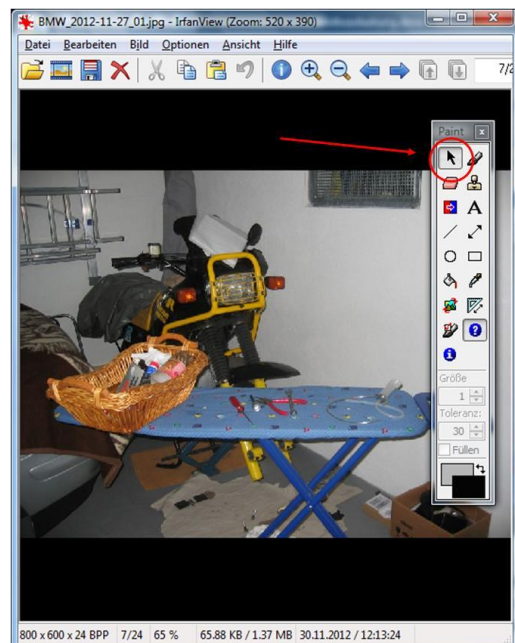 BMW_2012-11-27_01.jpg - IrfanView (Zoom: 520 x 390)
Datei Bearbeiten Bild Optionen Ansicht Hilfe
7/2
Paint x
A
Größe
1
Toleranz:
30
Füllen
800 x 600 x 24 BPP 7/24 65 % 65.88 KB / 1.37 MB 30.11.2012 / 12:13:24